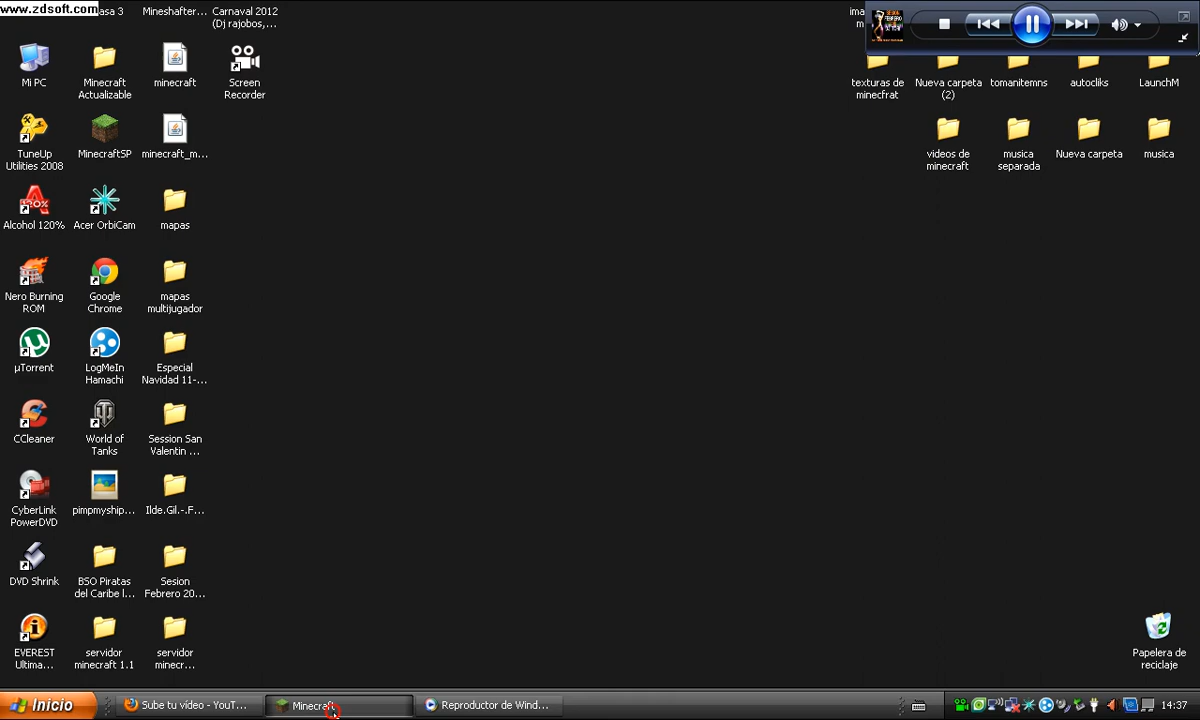 www.zdsoft.com
asa 3
Mineshafter...
Carnaval 2012
(Dj rajobos,...
Mi PC
Minecraft
Actualizable
minecraft
Screen
Recorder
TuneUp
Utilities 2008
MinecraftSP
minecraft_m...
Alcohol 120%
Acer OrbiCam
mapas
Nero Burning
ROM
Google
Chrome
mapas
multijugador
µTorrent
LogMeIn
Hamachi
Especial
Navidad 11-...
CCleaner
World of
Tanks
Session San
Valentin ...
CyberLink
PowerDVD
pimpmyship...
Ilde.Gil.-.F...
DVD Shrink
BSO Piratas
del Caribe I...
Sesion
Febrero 20...
EVEREST
Ultima...
servidor
minecraft 1.1
servidor
minecr...
ima
texturas de
minecfrat
Nueva carpeta
(2)
tomanitemns
autocliks
LaunchM
videos de
minecraft
musica
separada
Nueva carpeta
musica
Papelera de
reciclaje
Inicio
Sube tu vídeo - YouT...
Minecraft
Reproductor de Wind...
14:37